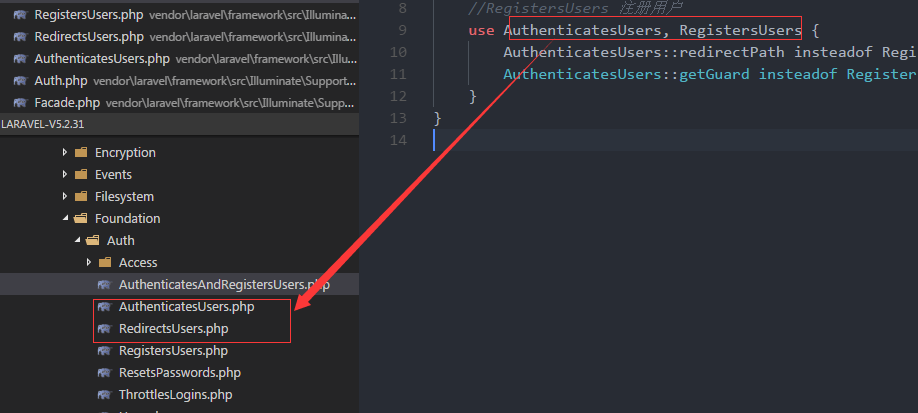 RegistersUsers.php vendor\laravel\framework\src\Illumina...
RedirectsUsers.php vendor\laravel\framework\src\Illumina...
AuthenticatesUsers.php vendor\laravel\framework\src\Illu...
Auth.php vendor\laravel\framework\src\Illuminate\Support...
Facade.php vendor\laravel\framework\src\Illuminate\Supp...
LARAVEL-V5.2.31
Encryption
Events
Filesystem
Foundation
Auth
Access
AuthenticatesAndRegistersUsers.php
AuthenticatesUsers.php
RedirectsUsers.php
RegistersUsers.php
ResetsPasswords.php
ThrottlesLogins.php
8 //RegistersUsers 注册用户
9 use AuthenticatesUsers, RegistersUsers {
10 AuthenticatesUsers::redirectPath insteadof Regi
11 AuthenticatesUsers::getGuard insteadof Register
12 }
13 }
14